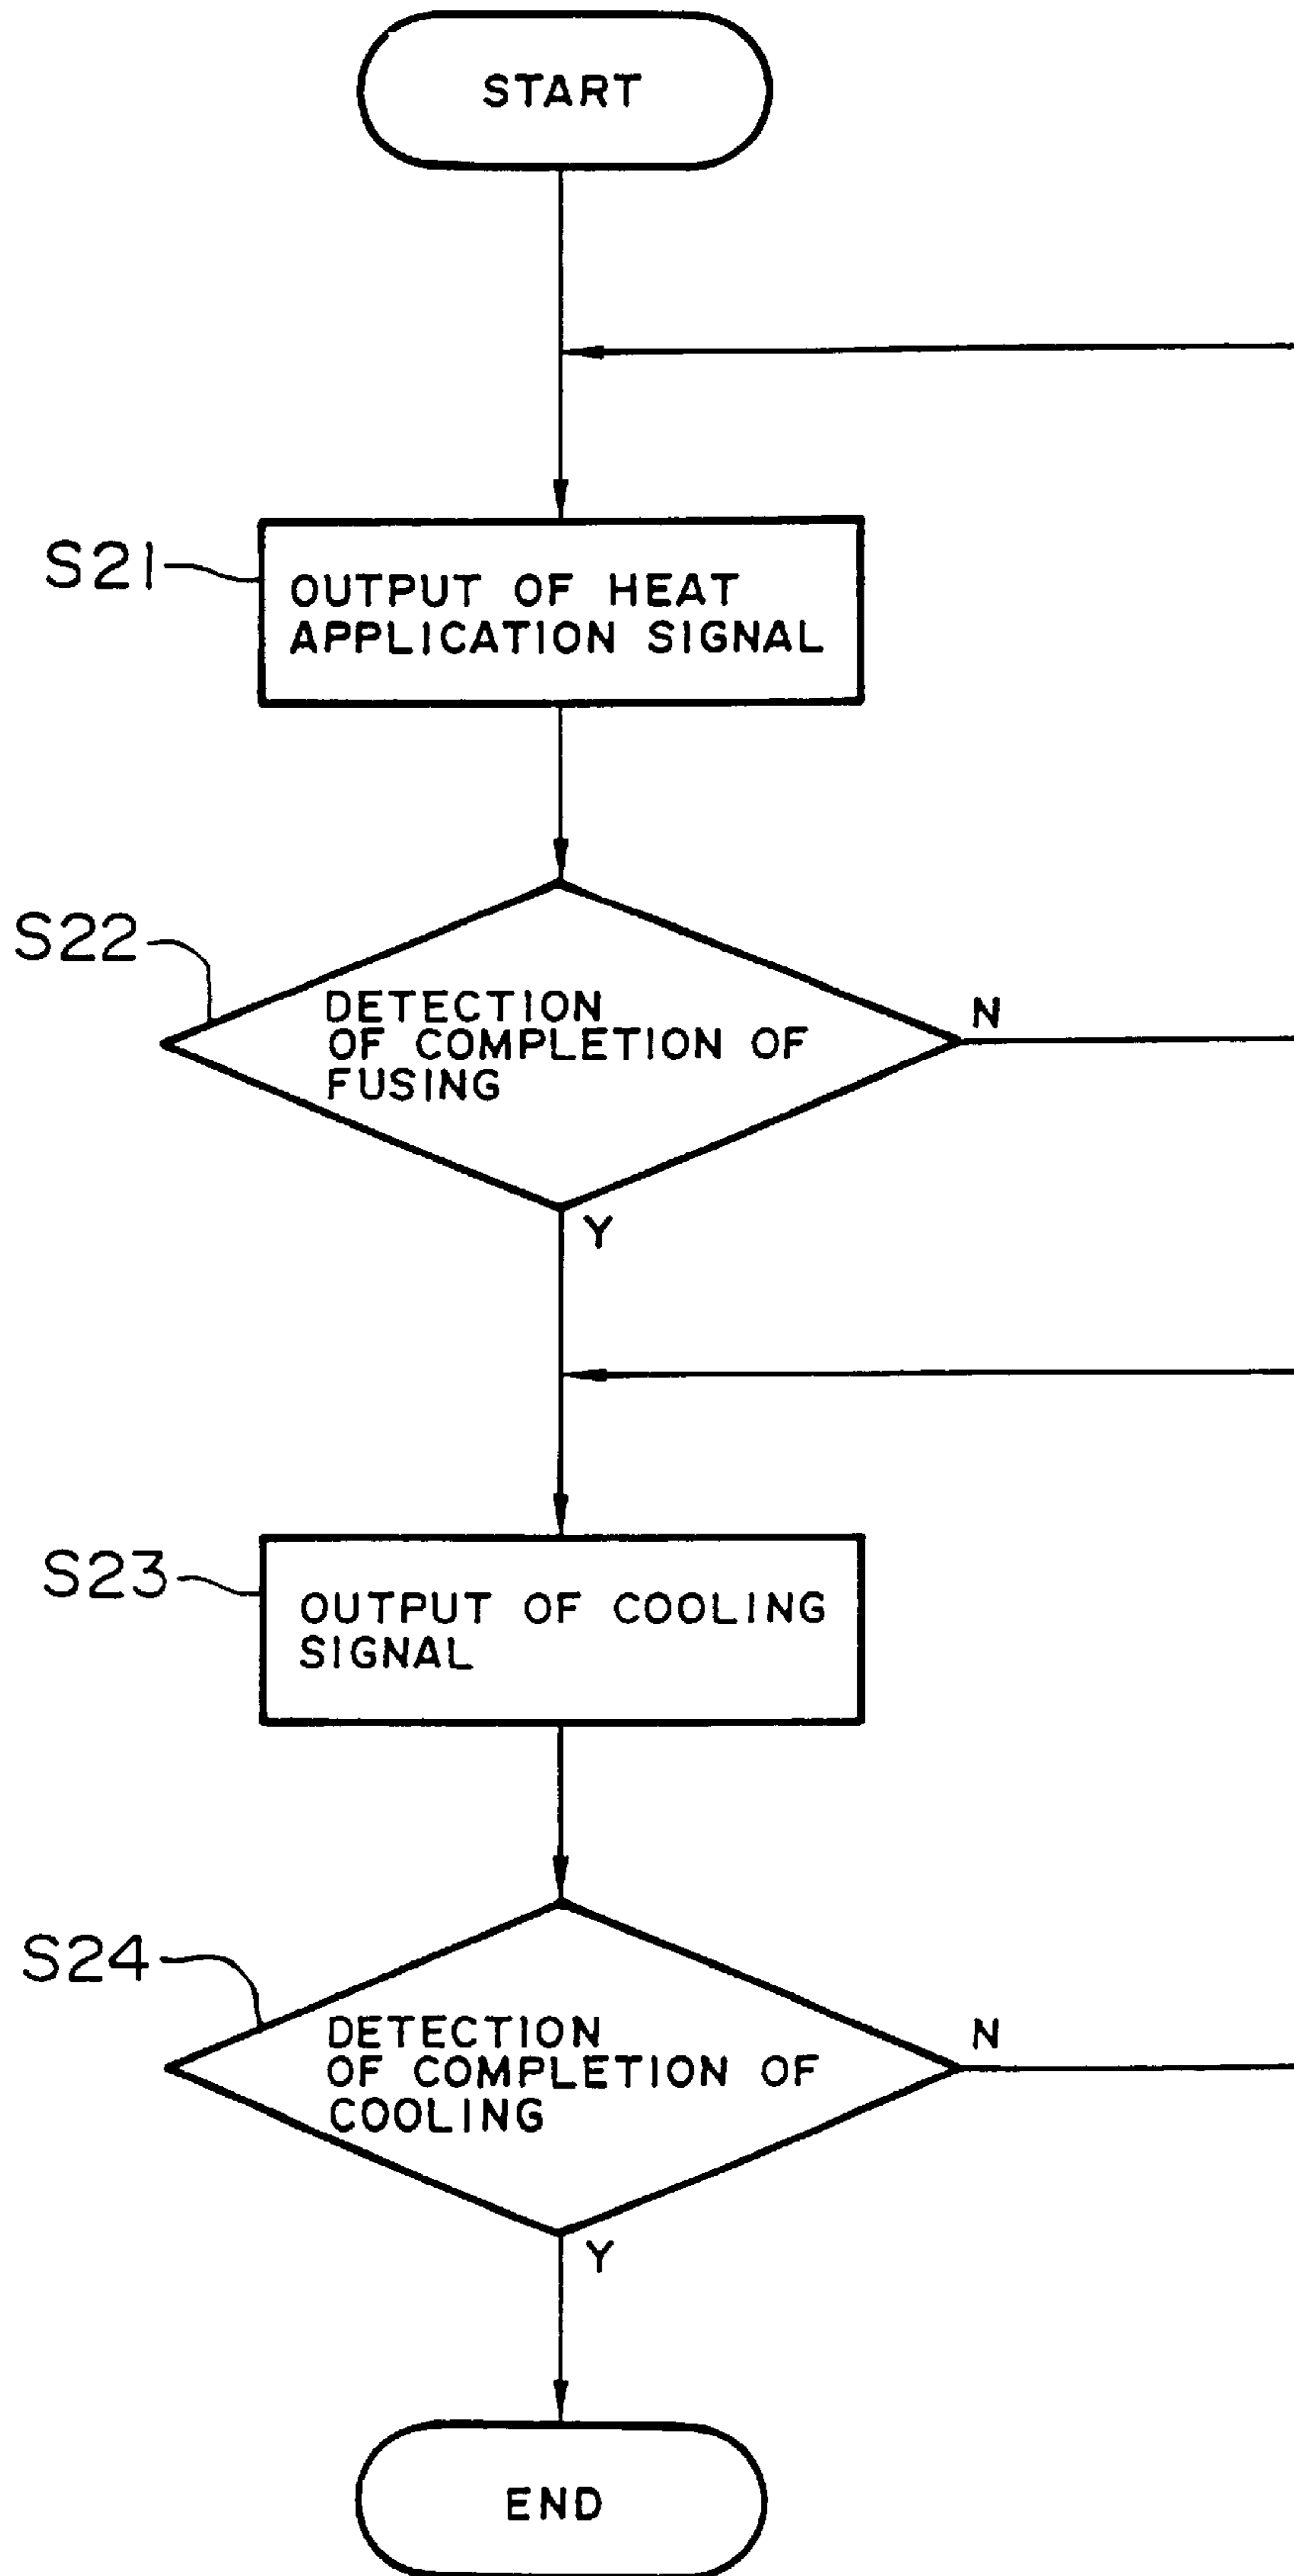 START
S21
OUTPUT OF HEAT
APPLICATION SIGNAL
S22
DETECTION
OF COMPLETION OF
FUSING
N
Y
S23
OUTPUT OF COOLING
SIGNAL
S24
DETECTION
OF COMPLETION OF
COOLING
N
Y
END